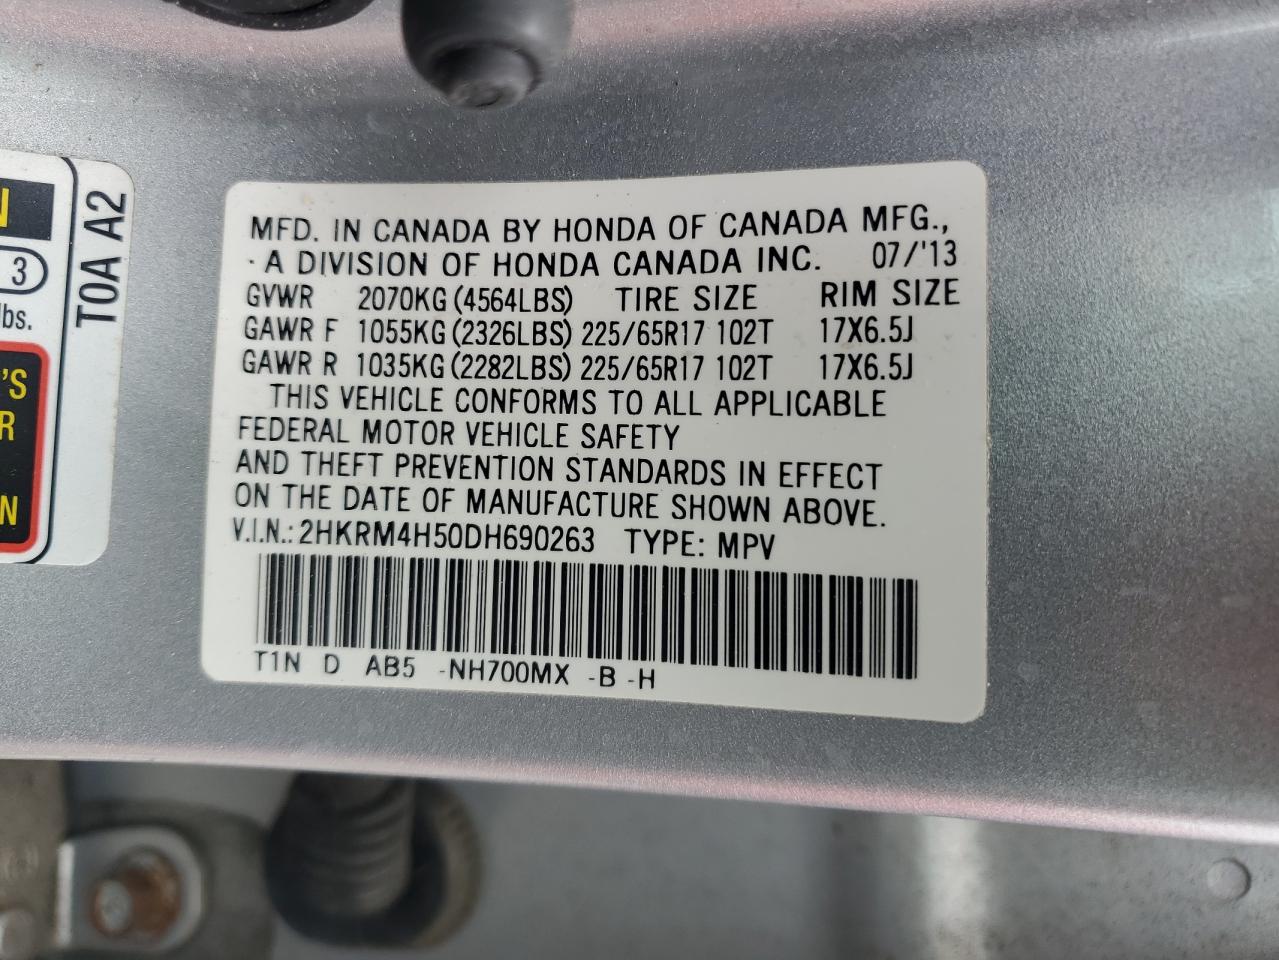 MFD. IN CANADA BY HONDA OF CANADA MFG.,
· A DIVISION OF HONDA CANADA INC. 07/'13
GVWR 2070KG (4564LBS) TIRE SIZE RIM SIZE
GAWR F 1055KG (2326LBS) 225/65R17 102T 17X6.5J
GAWR R 1035KG (2282LBS) 225/65R17 102T 17X6.5J
THIS VEHICLE CONFORMS TO ALL APPLICABLE
FEDERAL MOTOR VEHICLE SAFETY
AND THEFT PREVENTION STANDARDS IN EFFECT
ON THE DATE OF MANUFACTURE SHOWN ABOVE.
V.I.N.: 2HKRM4H50DH690263 TYPE: MPV
T1N D AB5 -NH700MX -B -H
T0A A2
3
lbs.
'S
R
N